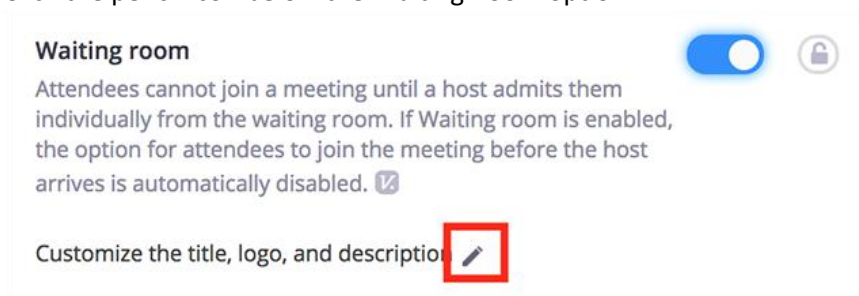 Waiting room
Attendees cannot join a meeting until a host admits them
individually from the waiting room. If Waiting room is enabled,
the option for attendees to join the meeting before the host
arrives is automatically disabled.
Customize the title, logo, and description